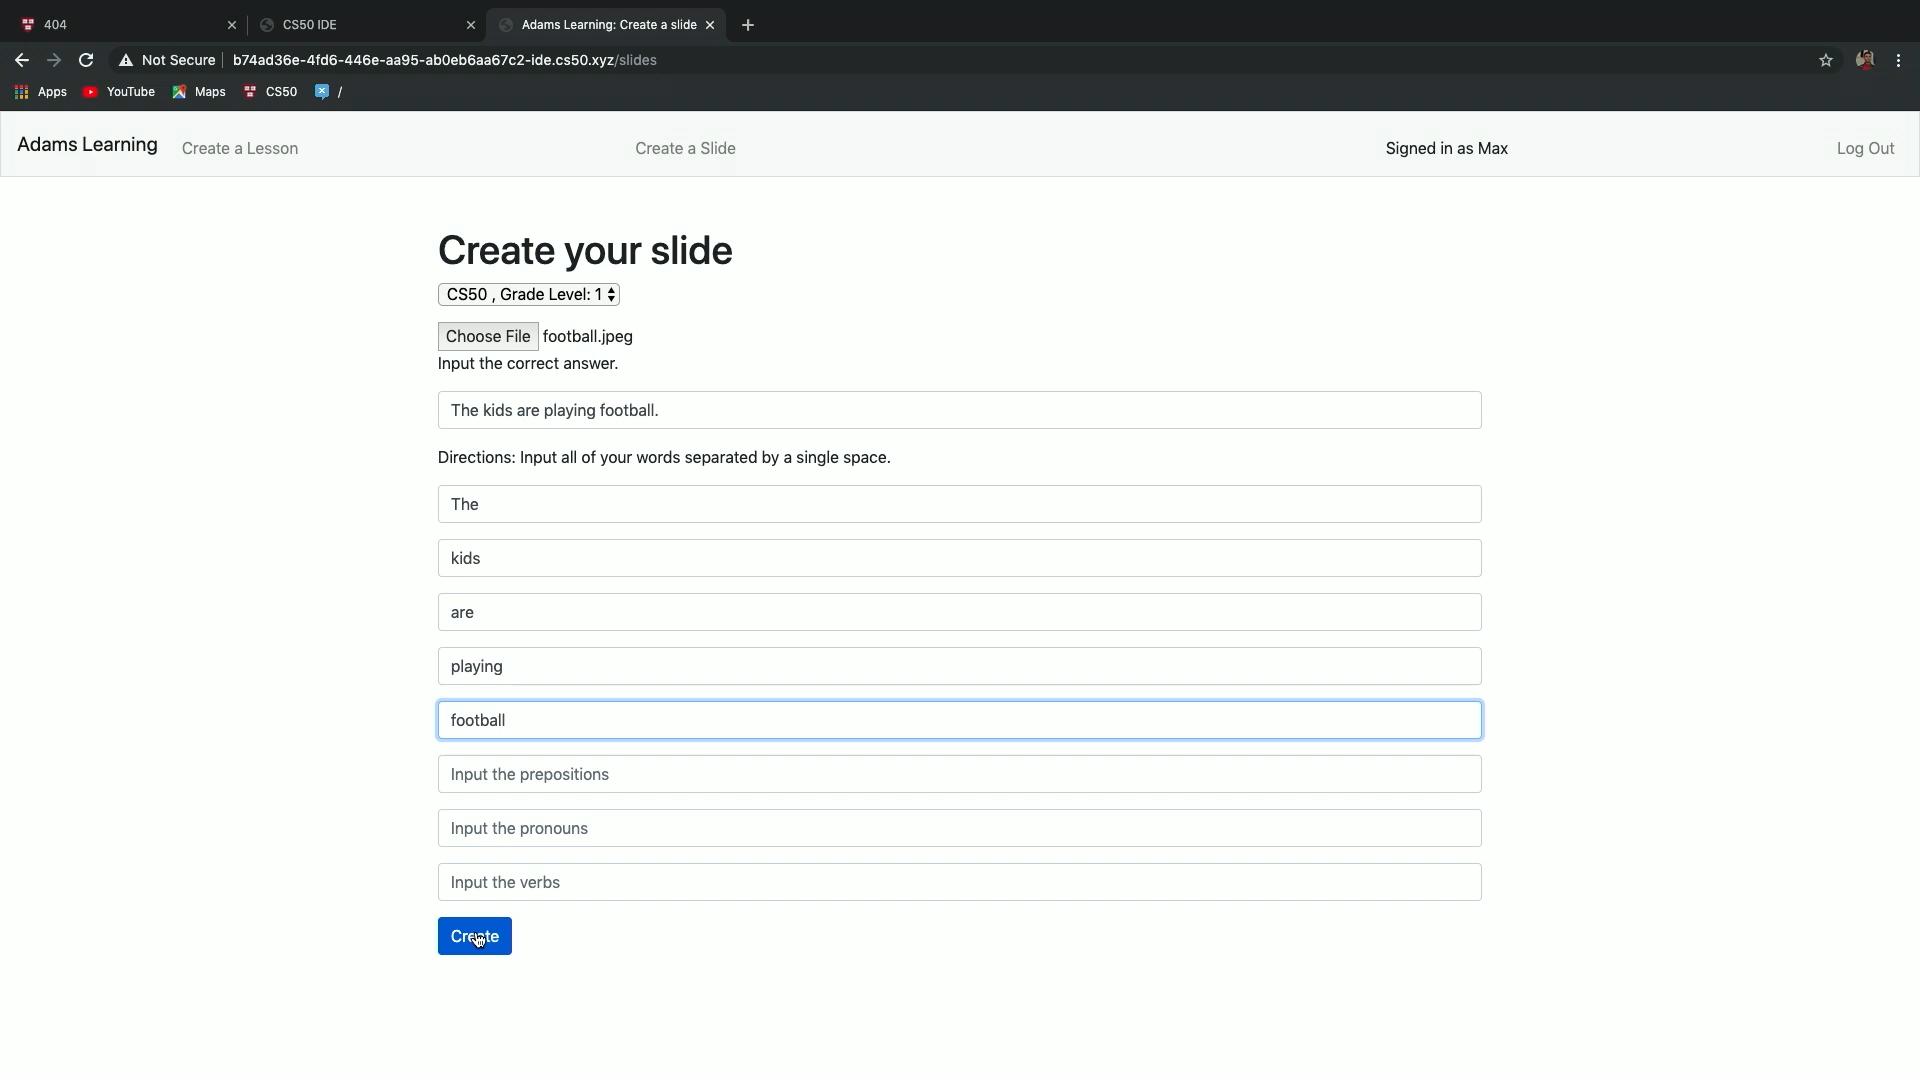 404
CS50 IDE
Adams Learning: Create a slide
Not Secure
b74ad36e-4fd6-446e-aa95-ab0eb6aa67c2-ide.cs50.xyz/slides
Apps
YouTube
Maps
CS50
/
Adams Learning
Create a Lesson
Create a Slide
Signed in as Max
Log Out
Create your slide
CS50 , Grade Level: 1
Choose File football.jpeg
Input the correct answer.
The kids are playing football.
Directions: Input all of your words separated by a single space.
The
kids
are
playing
football
Input the prepositions
Input the pronouns
Input the verbs
Create